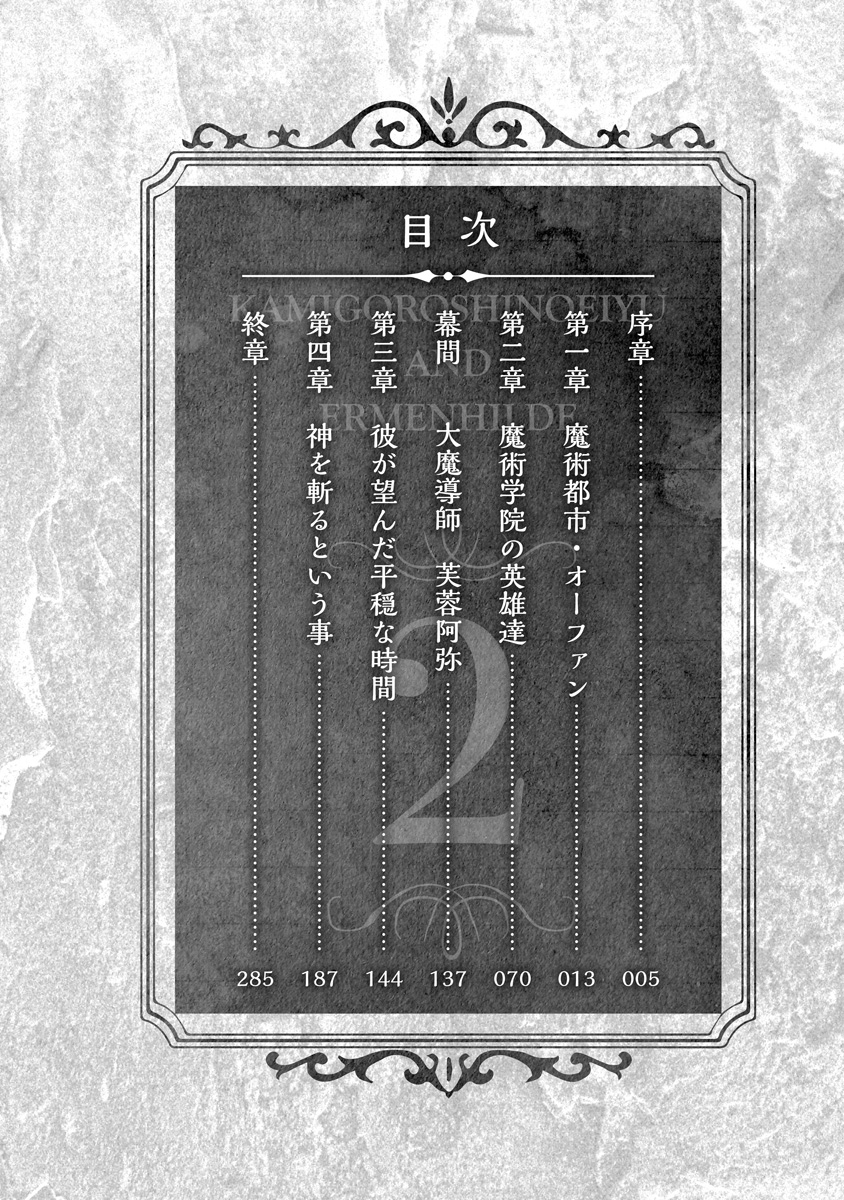 目次
KAMIGOROSHINOEIYU
AND
ERMENHILDE
2
序章 005
第一章 魔術都市・オーファン 013
第二章 魔術学院の英雄達 070
幕間 大魔導師 芙蓉阿弥 137
第三章 彼が望んだ平穏な時間 144
第四章 神を斬るという事 187
終章 285